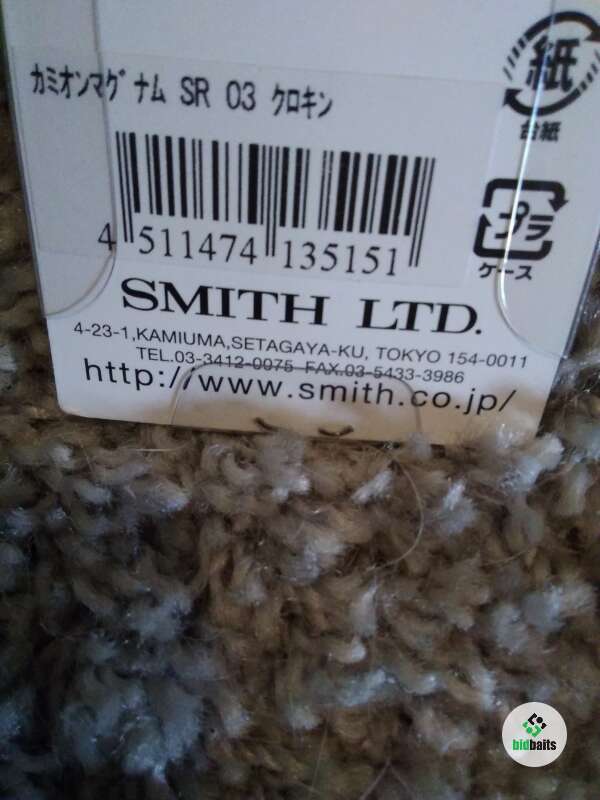 カミオンマグナム SR 03 クロキン
紙
台紙
4 511474 135151
プラ
ケース
SMITH LTD.
4-23-1,KAMIUMA,SETAGAYA-KU, TOKYO 154-0011
TEL.03-3412-0075 FAX.03-5433-3986
http://www.smith.co.jp/
bidbaits